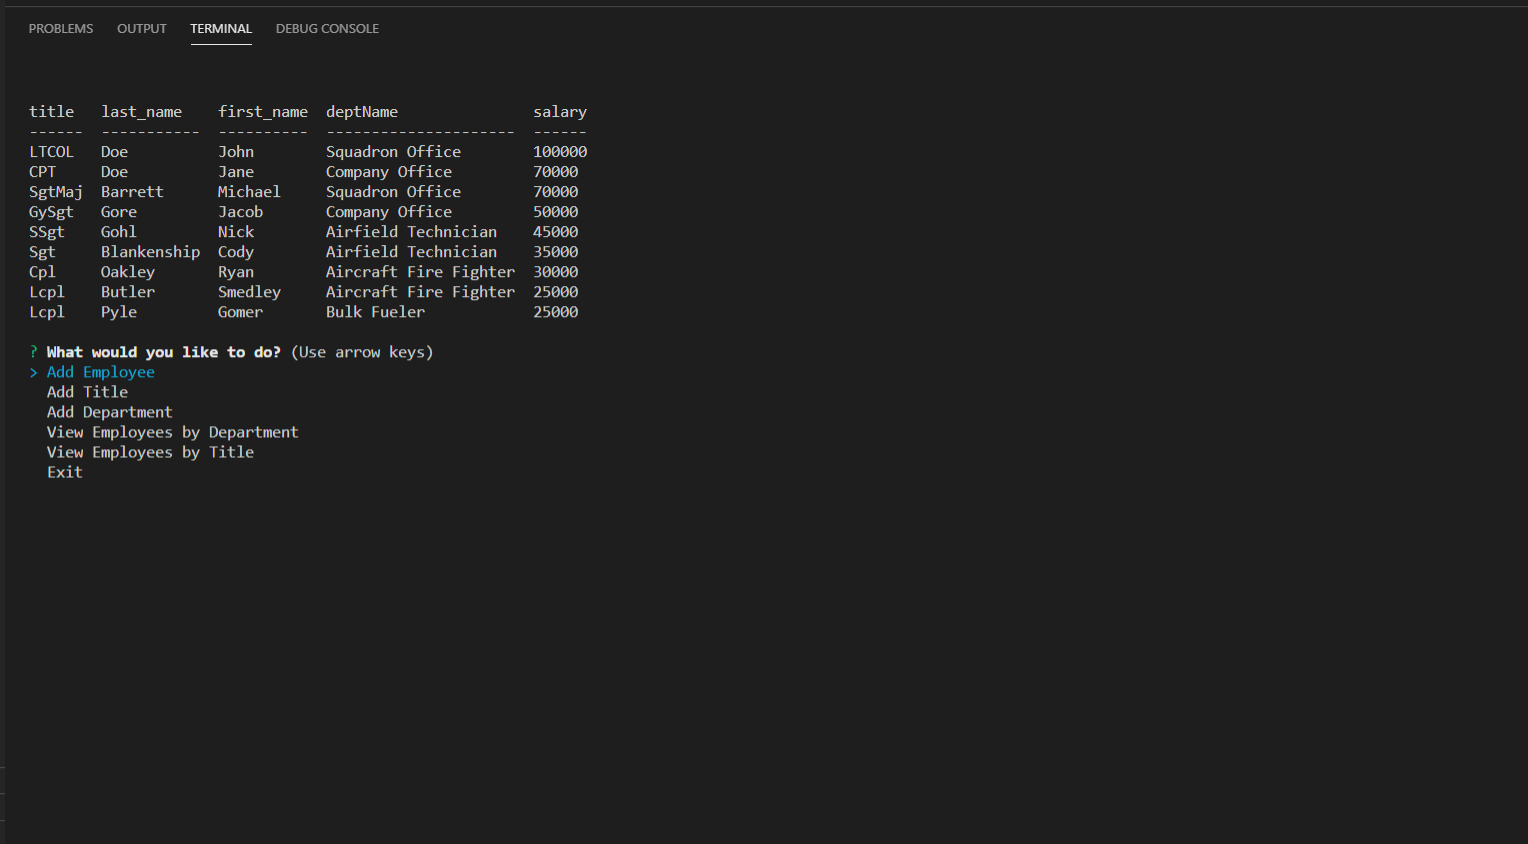 PROBLEMS OUTPUT TERMINAL DEBUG CONSOLE
title   last_name    first_name  deptName               salary
------  -----------  ----------  ---------------------  ------
LTCOL   Doe          John        Squadron Office        100000
CPT     Doe          Jane        Company Office         70000
SgtMaj  Barrett      Michael     Squadron Office        70000
GySgt   Gore         Jacob       Company Office         50000
SSgt    Gohl         Nick        Airfield Technician    45000
Sgt     Blankenship  Cody        Airfield Technician    35000
Cpl     Oakley       Ryan        Aircraft Fire Fighter  30000
Lcpl    Butler       Smedley     Aircraft Fire Fighter  25000
Lcpl    Pyle         Gomer       Bulk Fueler            25000
? What would you like to do? (Use arrow keys)
> Add Employee
  Add Title
  Add Department
  View Employees by Department
  View Employees by Title
  Exit